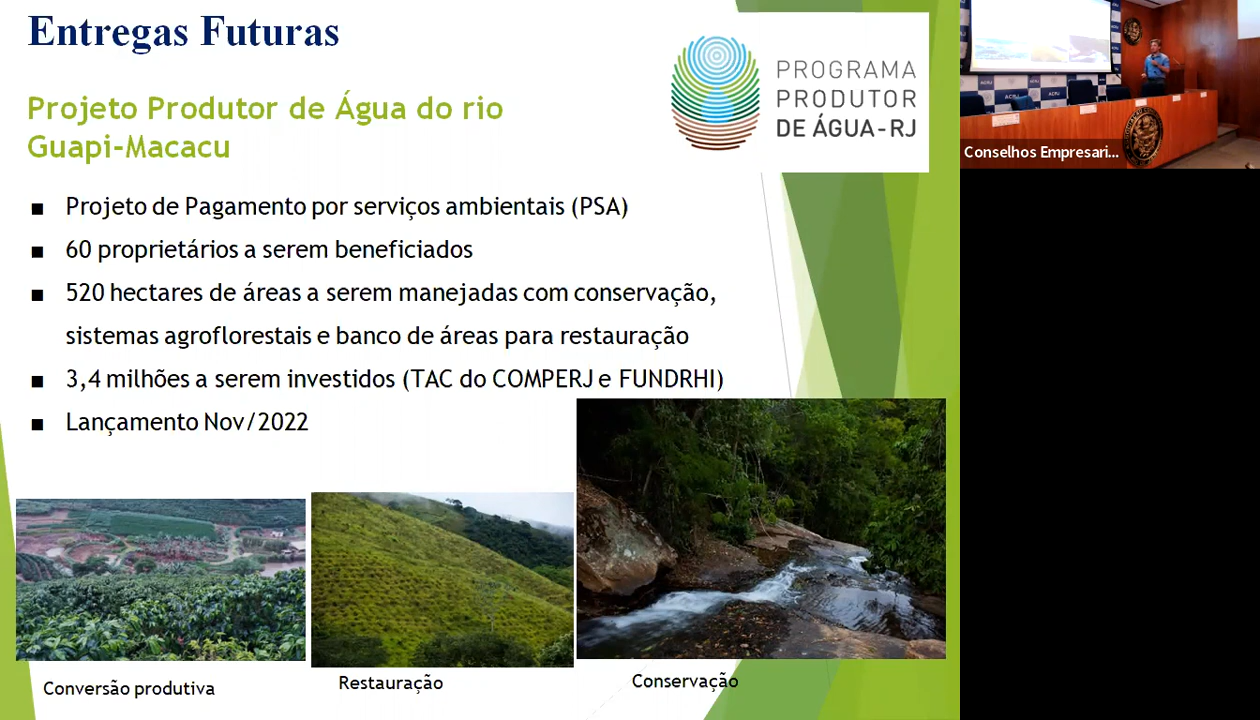 Entregas Futuras
Projeto Produtor de Água do rio
Guapi-Macacu
PROGRAMA
PRODUTOR
DE ÁGUA-RJ
▪ Projeto de Pagamento por serviços ambientais (PSA)
▪ 60 proprietários a serem beneficiados
▪ 520 hectares de áreas a serem manejadas com conservação,
sistemas agroflorestais e banco de áreas para restauração
▪ 3,4 milhões a serem investidos (TAC do COMPERJ e FUNDRHI)
▪ Lançamento Nov/2022
Conversão produtiva
Restauração
Conservação
ACRJ
ACRJ
Conselhos Empresari...